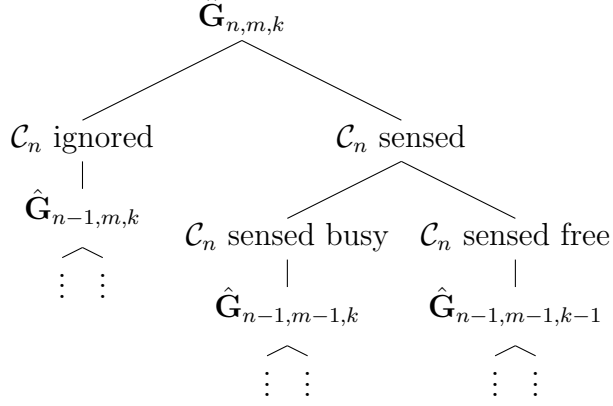 Ĝ_{n,m,k}
𝒞_n ignored
𝒞_n sensed
Ĝ_{n−1,m,k}
𝒞_n sensed busy
𝒞_n sensed free
Ĝ_{n−1,m−1,k}
Ĝ_{n−1,m−1,k−1}